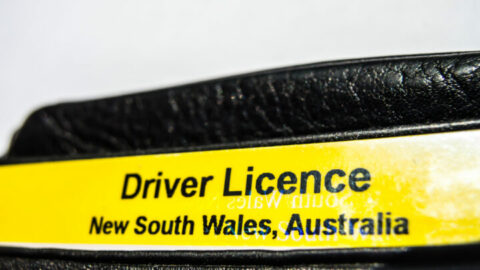 Driver Licence
New South Wales, Australia